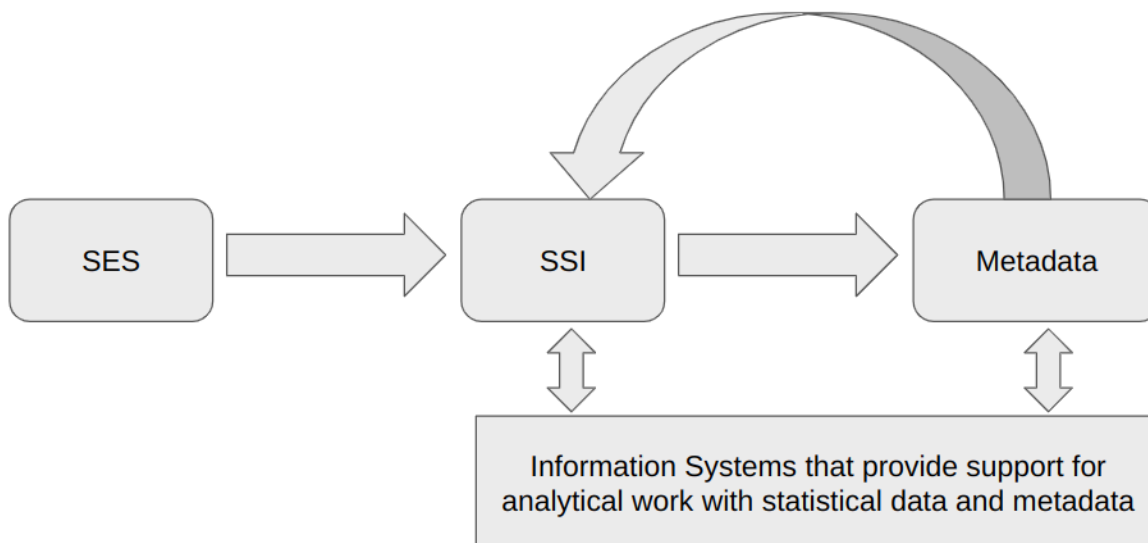 SES
SSI
Metadata
Information Systems that provide support for
analytical work with statistical data and metadata